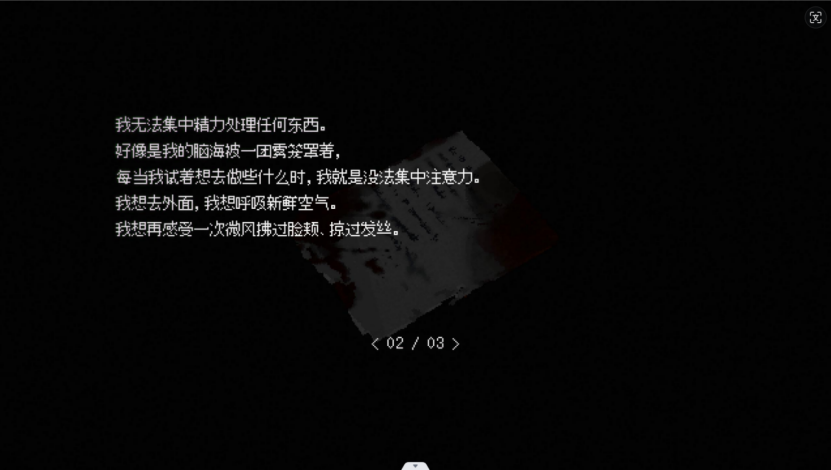 我无法集中精力处理任何东西。
好像是我的脑海被一团雾笼罩着，
每当我试着想去做些什么时，我就是没法集中注意力。
我想去外面，我想呼吸新鲜空气。
我想再感受一次微风拂过脸颊、掠过发丝。
< 02 / 03 >